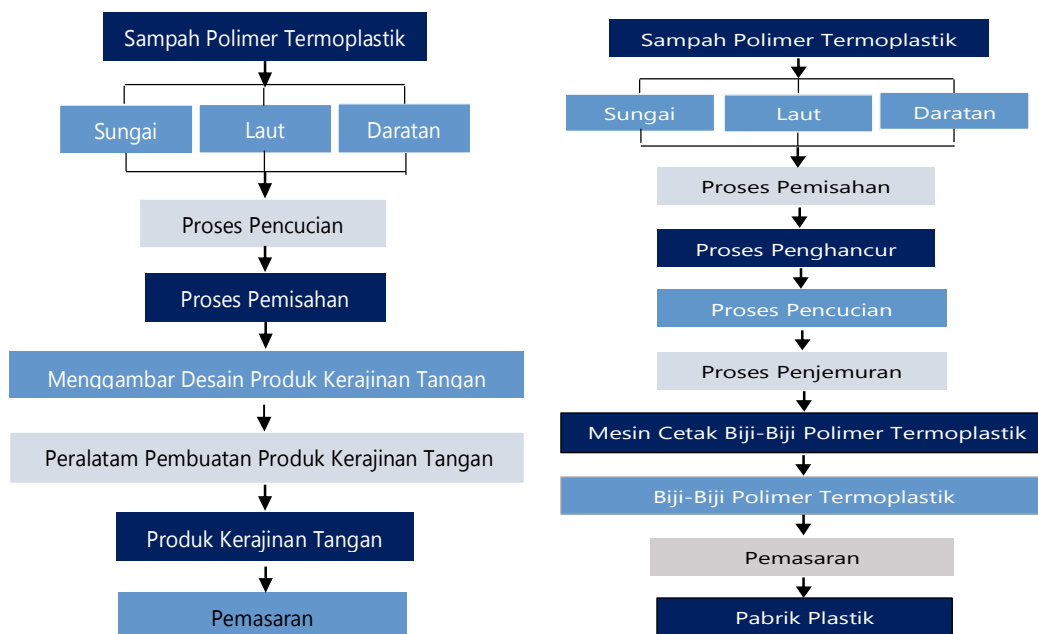 Sampah Polimer Termoplastik
Sungai
Laut
Daratan
Proses Pencucian
Proses Pemisahan
Menggambar Desain Produk Kerajinan Tangan
Peralatam Pembuatan Produk Kerajinan Tangan
Produk Kerajinan Tangan
Pemasaran
Sampah Polimer Termoplastik
Sungai
Laut
Daratan
Proses Pemisahan
Proses Penghancur
Proses Pencucian
Proses Penjemuran
Mesin Cetak Biji-Biji Polimer Termoplastik
Biji-Biji Polimer Termoplastik
Pemasaran
Pabrik Plastik